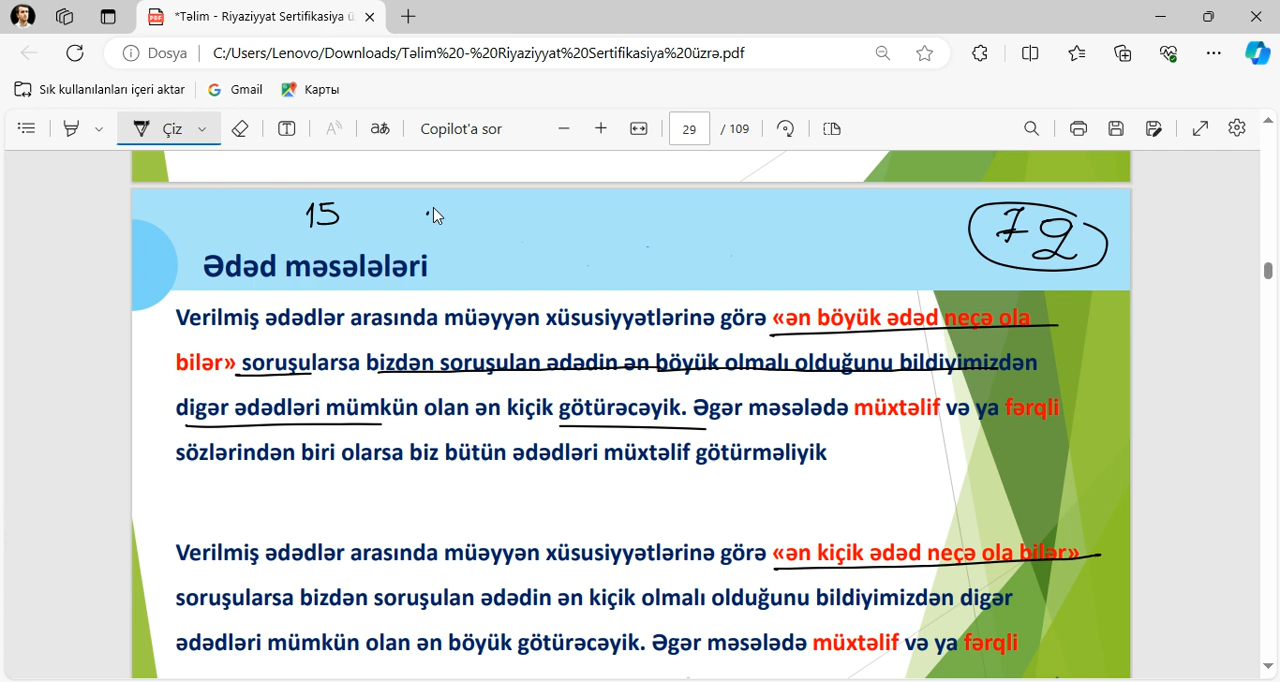 *Təlim - Riyaziyyat Sertifikasiya ü
Dosya
C:/Users/Lenovo/Downloads/Təlim%20-%20Riyaziyyat%20Sertifikasiya%20üzrə.pdf
Sık kullanılanları içeri aktar
Gmail
Карты
Çiz
aあ
Copilot'a sor
29 / 109
15
72
Ədəd məsələləri
Verilmiş ədədlər arasında müəyyən xüsusiyyətlərinə görə «ən böyük ədəd neçə ola
bilər» soruşularsa bizdən soruşulan ədədin ən böyük olmalı olduğunu bildiyimizdən
digər ədədləri mümkün olan ən kiçik götürəcəyik. Əgər məsələdə müxtəlif və ya fərqli
sözlərindən biri olarsa biz bütün ədədləri müxtəlif götürməliyik
Verilmiş ədədlər arasında müəyyən xüsusiyyətlərinə görə «ən kiçik ədəd neçə ola bilər»
soruşularsa bizdən soruşulan ədədin ən kiçik olmalı olduğunu bildiyimizdən digər
ədədləri mümkün olan ən böyük götürəcəyik. Əgər məsələdə müxtəlif və ya fərqli